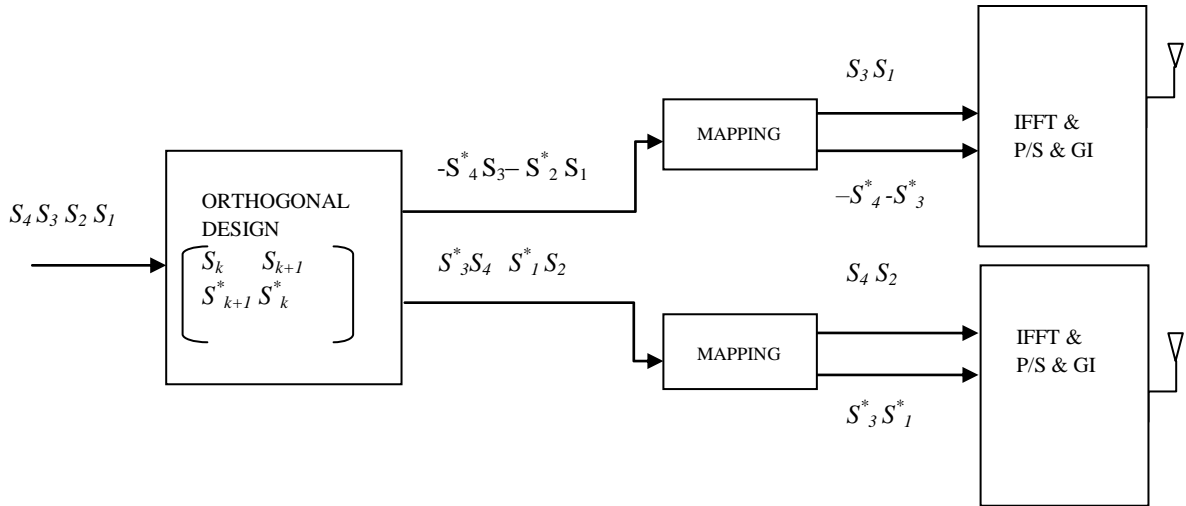 S₄ S₃ S₂ S₁
ORTHOGONAL
DESIGN
Sₖ Sₖ₊₁
S*ₖ₊₁ S*ₖ
-S*₄ S₃– S*₂ S₁
S*₃S₄ S*₁ S₂
MAPPING
S₃ S₁
–S*₄ -S*₃
IFFT &
P/S & GI
MAPPING
S₄ S₂
S*₃ S*₁
IFFT &
P/S & GI